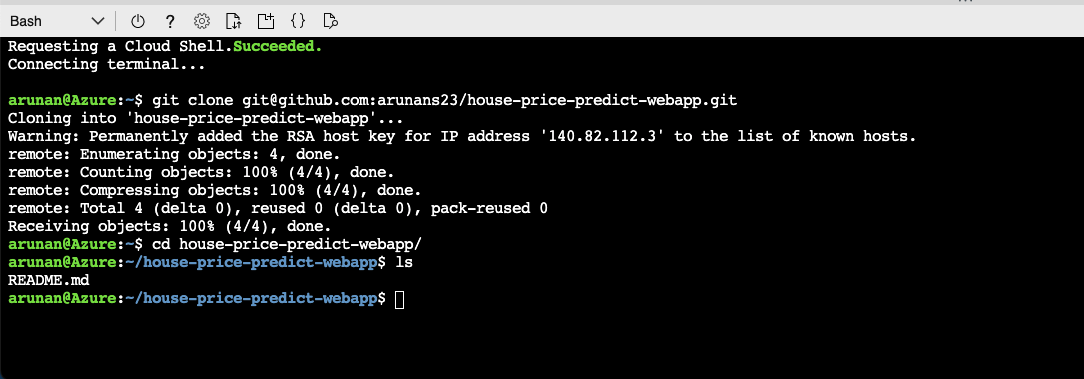 Bash
Requesting a Cloud Shell.Succeeded.
Connecting terminal...
arunan@Azure:~$ git clone git@github.com:arunans23/house-price-predict-webapp.git
Cloning into 'house-price-predict-webapp'...
Warning: Permanently added the RSA host key for IP address '140.82.112.3' to the list of known hosts.
remote: Enumerating objects: 4, done.
remote: Counting objects: 100% (4/4), done.
remote: Compressing objects: 100% (4/4), done.
remote: Total 4 (delta 0), reused 0 (delta 0), pack-reused 0
Receiving objects: 100% (4/4), done.
arunan@Azure:~$ cd house-price-predict-webapp/
arunan@Azure:~/house-price-predict-webapp$ ls
README.md
arunan@Azure:~/house-price-predict-webapp$